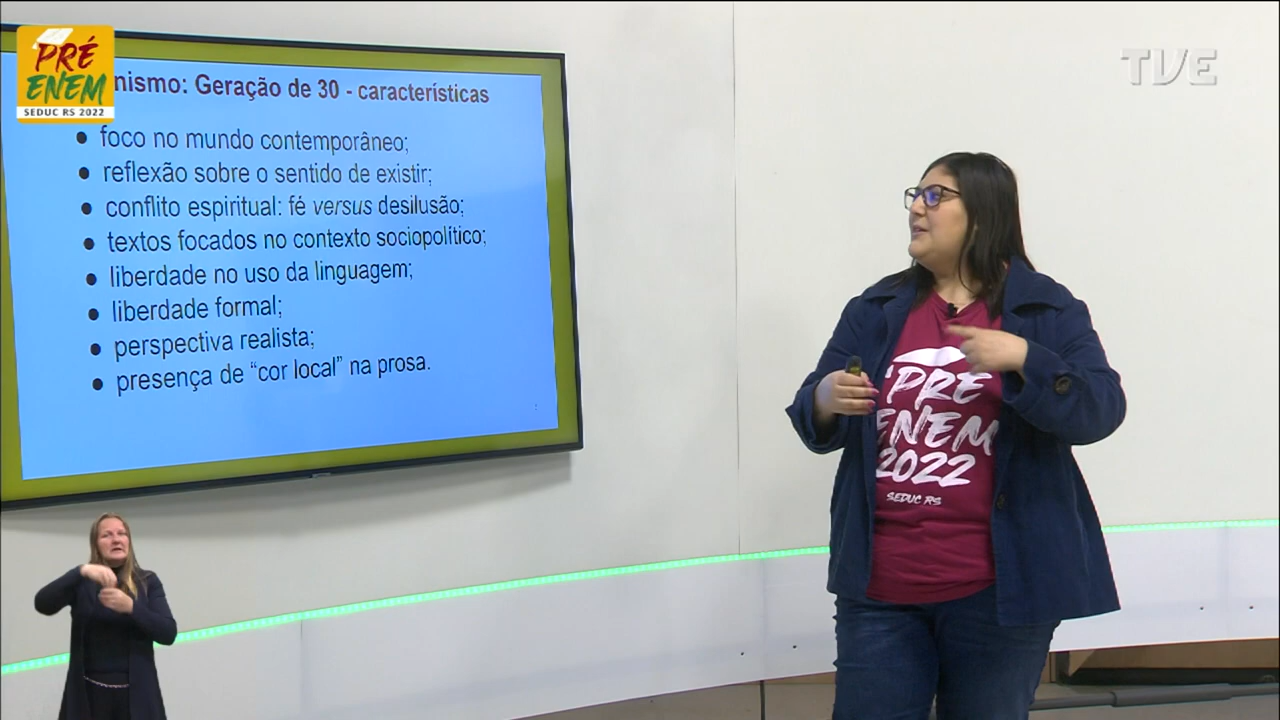 PRÉ
ENEM
SEDUC RS 2022
TVE
nismo: Geração de 30 - características
foco no mundo contemporâneo;
reflexão sobre o sentido de existir;
conflito espiritual: fé versus desilusão;
textos focados no contexto sociopolítico;
liberdade no uso da linguagem;
liberdade formal;
perspectiva realista;
presença de “cor local” na prosa.
PRÉ
ENEM
2022
SEDUC RS